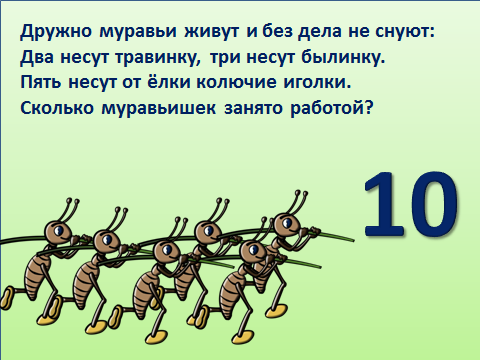 Дружно муравьи живут и без дела не снуют:
Два несут травинку, три несут былинку.
Пять несут от ёлки колючие иголки.
Сколько муравьишек занято работой?
10